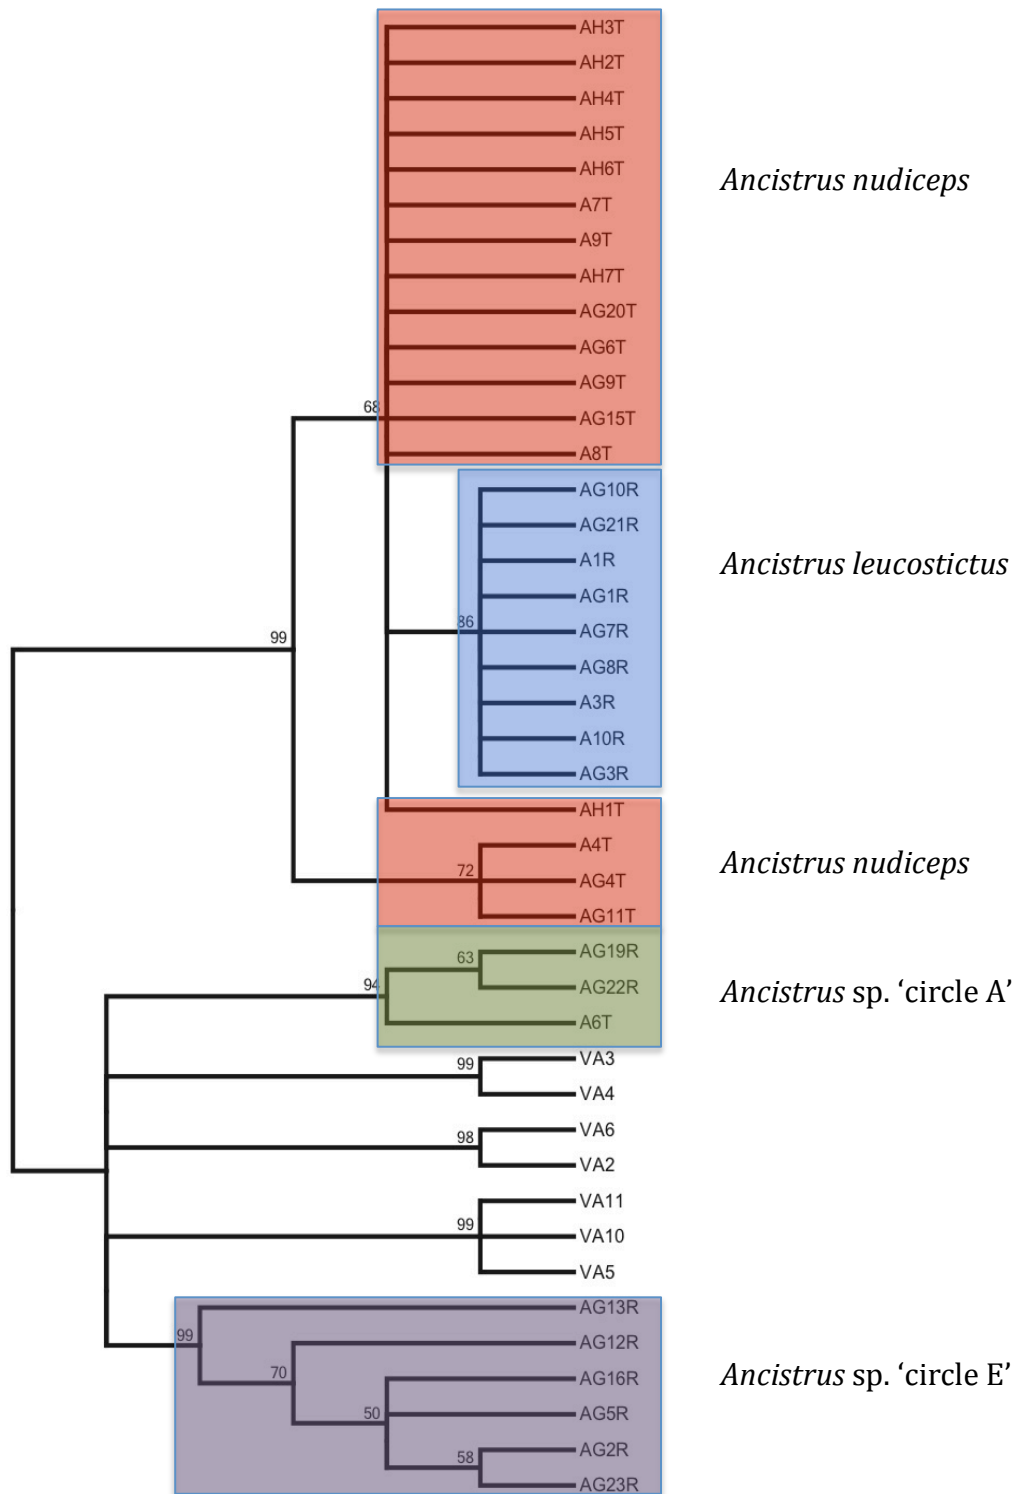 AH3T
AH2T
AH4T
AH5T
AH6T
Ancistrus nudiceps
A7T
A9T
AH7T
AG20T
AG6T
AG9T
68
AG15T
A8T
AG10R
AG21R
A1R
Ancistrus leucostictus
AG1R
86
AG7R
99
AG8R
A3R
A10R
AG3R
AH1T
A4T
Ancistrus nudiceps
72
AG4T
AG11T
AG19R
63
AG22R
94
Ancistrus sp. ‘circle A’
A6T
VA3
99
VA4
VA6
98
VA2
VA11
99
VA10
VA5
AG13R
99
AG12R
70
AG16R
Ancistrus sp. ‘circle E’
50
AG5R
AG2R
58
AG23R